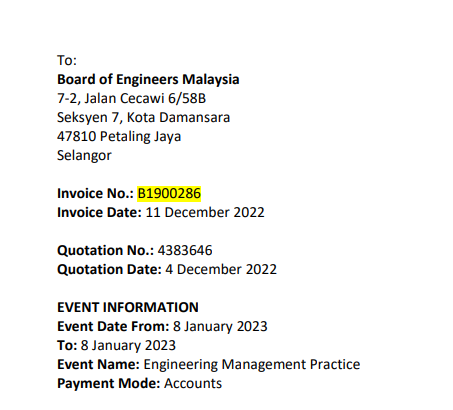 To:
Board of Engineers Malaysia
7-2, Jalan Cecawi 6/58B
Seksyen 7, Kota Damansara
47810 Petaling Jaya
Selangor
Invoice No.: B1900286
Invoice Date: 11 December 2022
Quotation No.: 4383646
Quotation Date: 4 December 2022
EVENT INFORMATION
Event Date From: 8 January 2023
To: 8 January 2023
Event Name: Engineering Management Practice
Payment Mode: Accounts